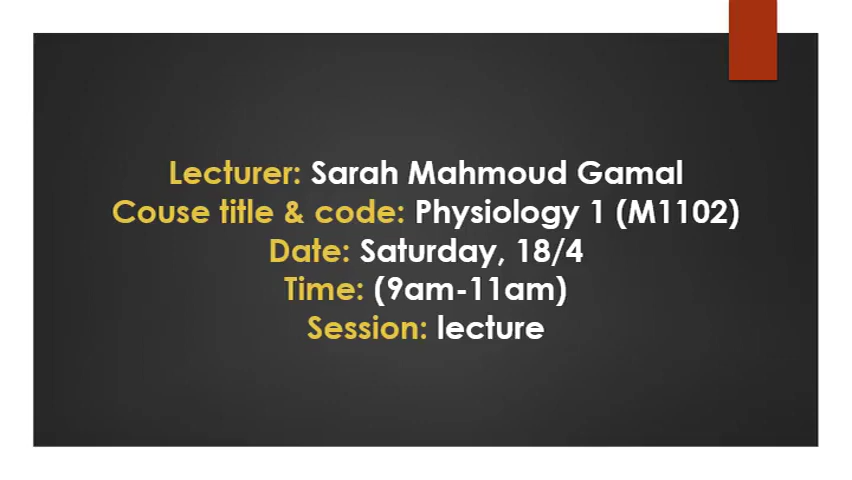 Lecturer: Sarah Mahmoud Gamal
Couse title & code: Physiology 1 (M1102)
Date: Saturday, 18/4
Time: (9am-11am)
Session: lecture